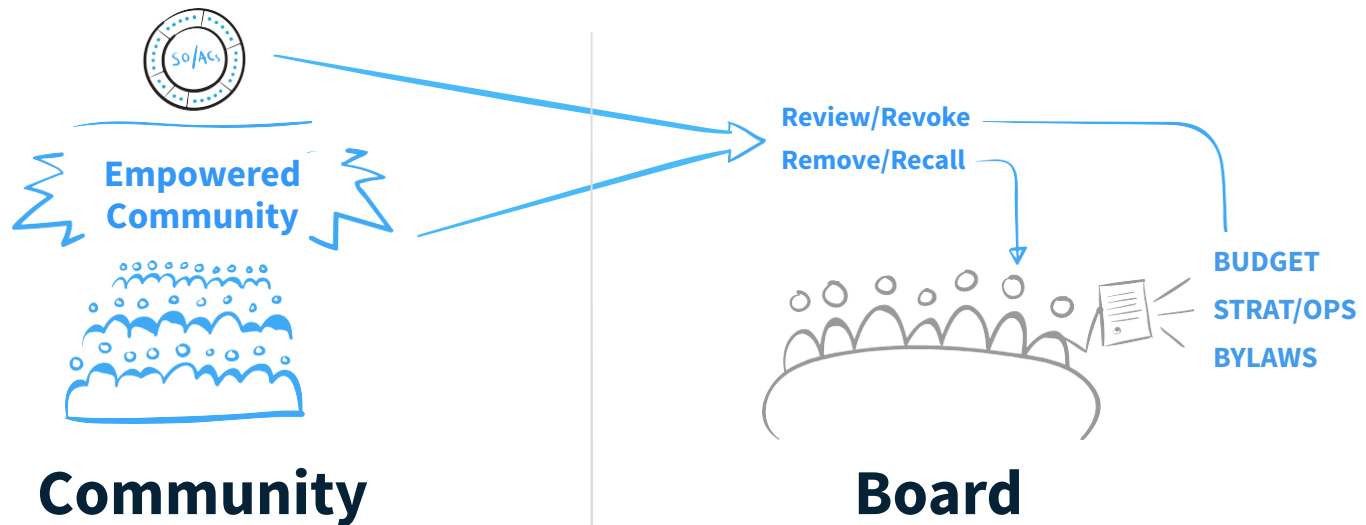 SO/ACs
Empowered
Community
Review/Revoke
Remove/Recall
BUDGET
STRAT/OPS
BYLAWS
Community
Board